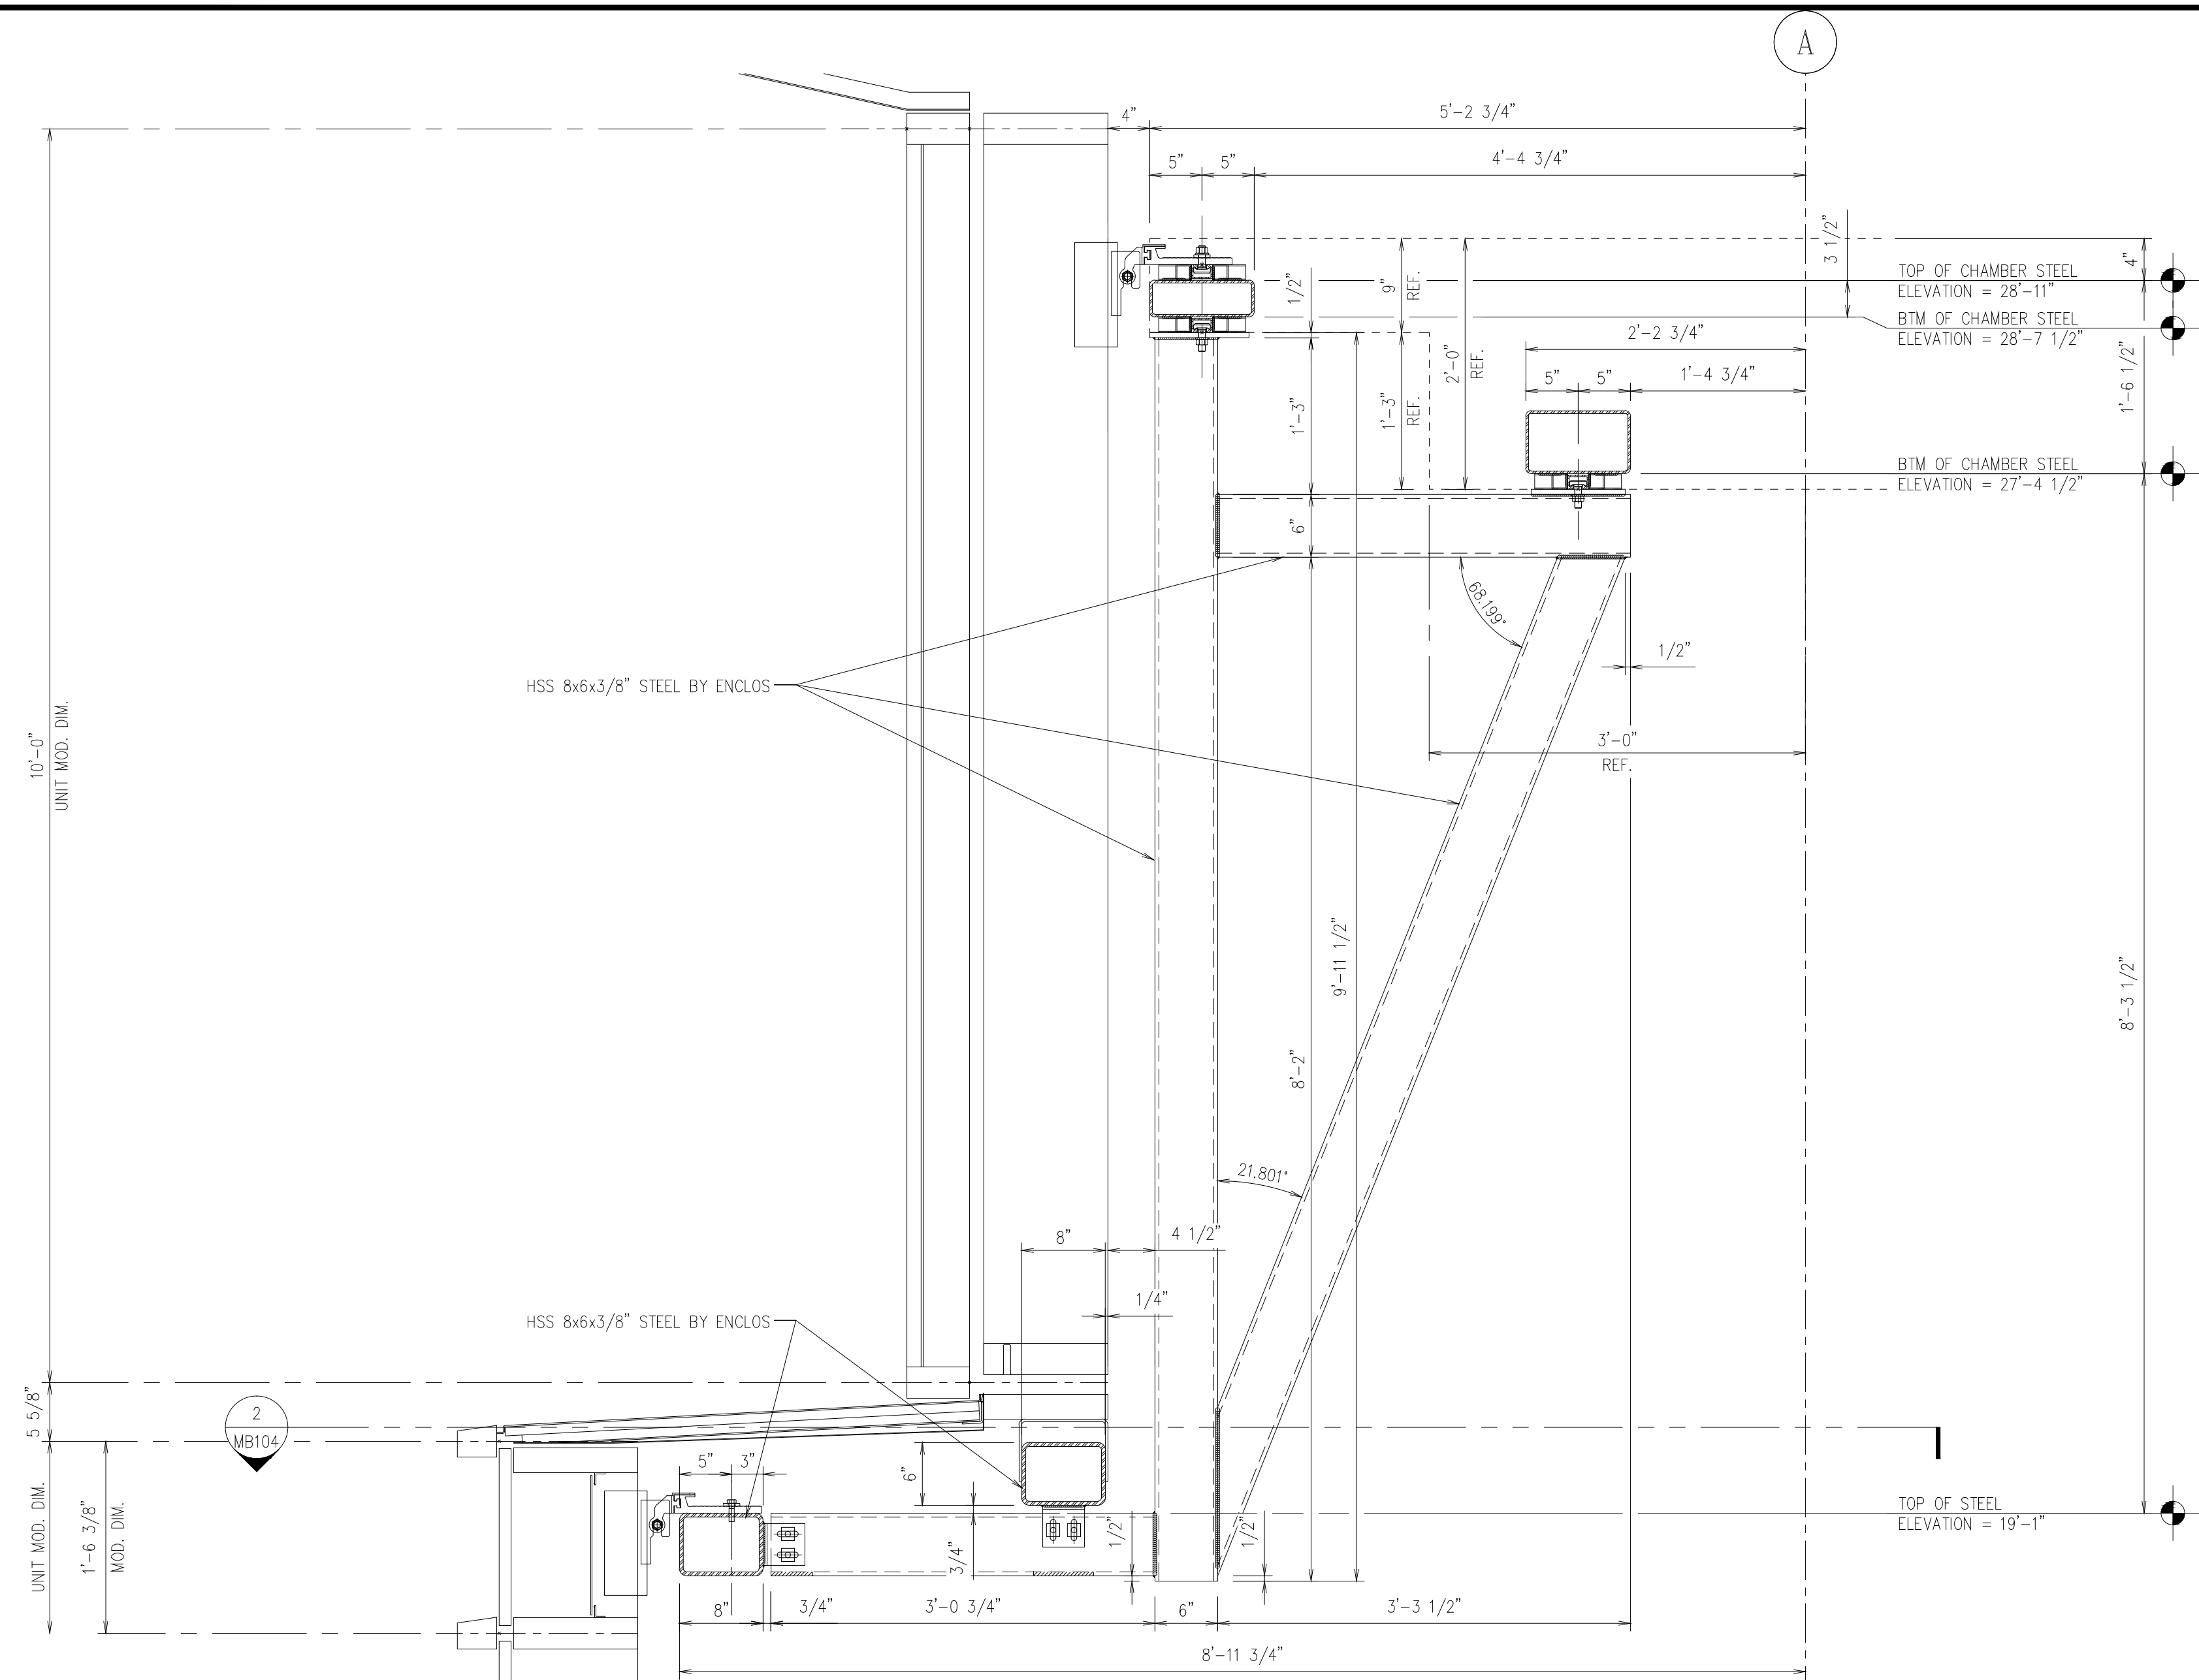 A
4”
5’-2 3/4”
5”
5”
4’-4 3/4”
3 1/2”
4”
TOP OF CHAMBER STEEL
ELEVATION = 28’-11”
BTM OF CHAMBER STEEL
ELEVATION = 28’-7 1/2”
1/2”
9”
REF.
2’-2 3/4”
2’-0”
REF.
5”
5”
1’-4 3/4”
1’-6 1/2”
1’-3”
1’-3”
REF.
BTM OF CHAMBER STEEL
ELEVATION = 27’-4 1/2”
6”
68.199°
1/2”
HSS 8x6x3/8” STEEL BY ENCLOS
3’-0”
REF.
10’-0”
UNIT MOD. DIM.
9’-11 1/2”
8’-3 1/2”
8’-2”
21.801°
8”
4 1/2”
1/4”
HSS 8x6x3/8” STEEL BY ENCLOS
5 5/8”
2
MB104
5”
3”
6”
TOP OF STEEL
ELEVATION = 19’-1”
UNIT MOD. DIM.
1’-6 3/8”
MOD. DIM.
3/4”
1/2”
1/2”
8”
3/4”
3’-0 3/4”
6”
3’-3 1/2”
8’-11 3/4”